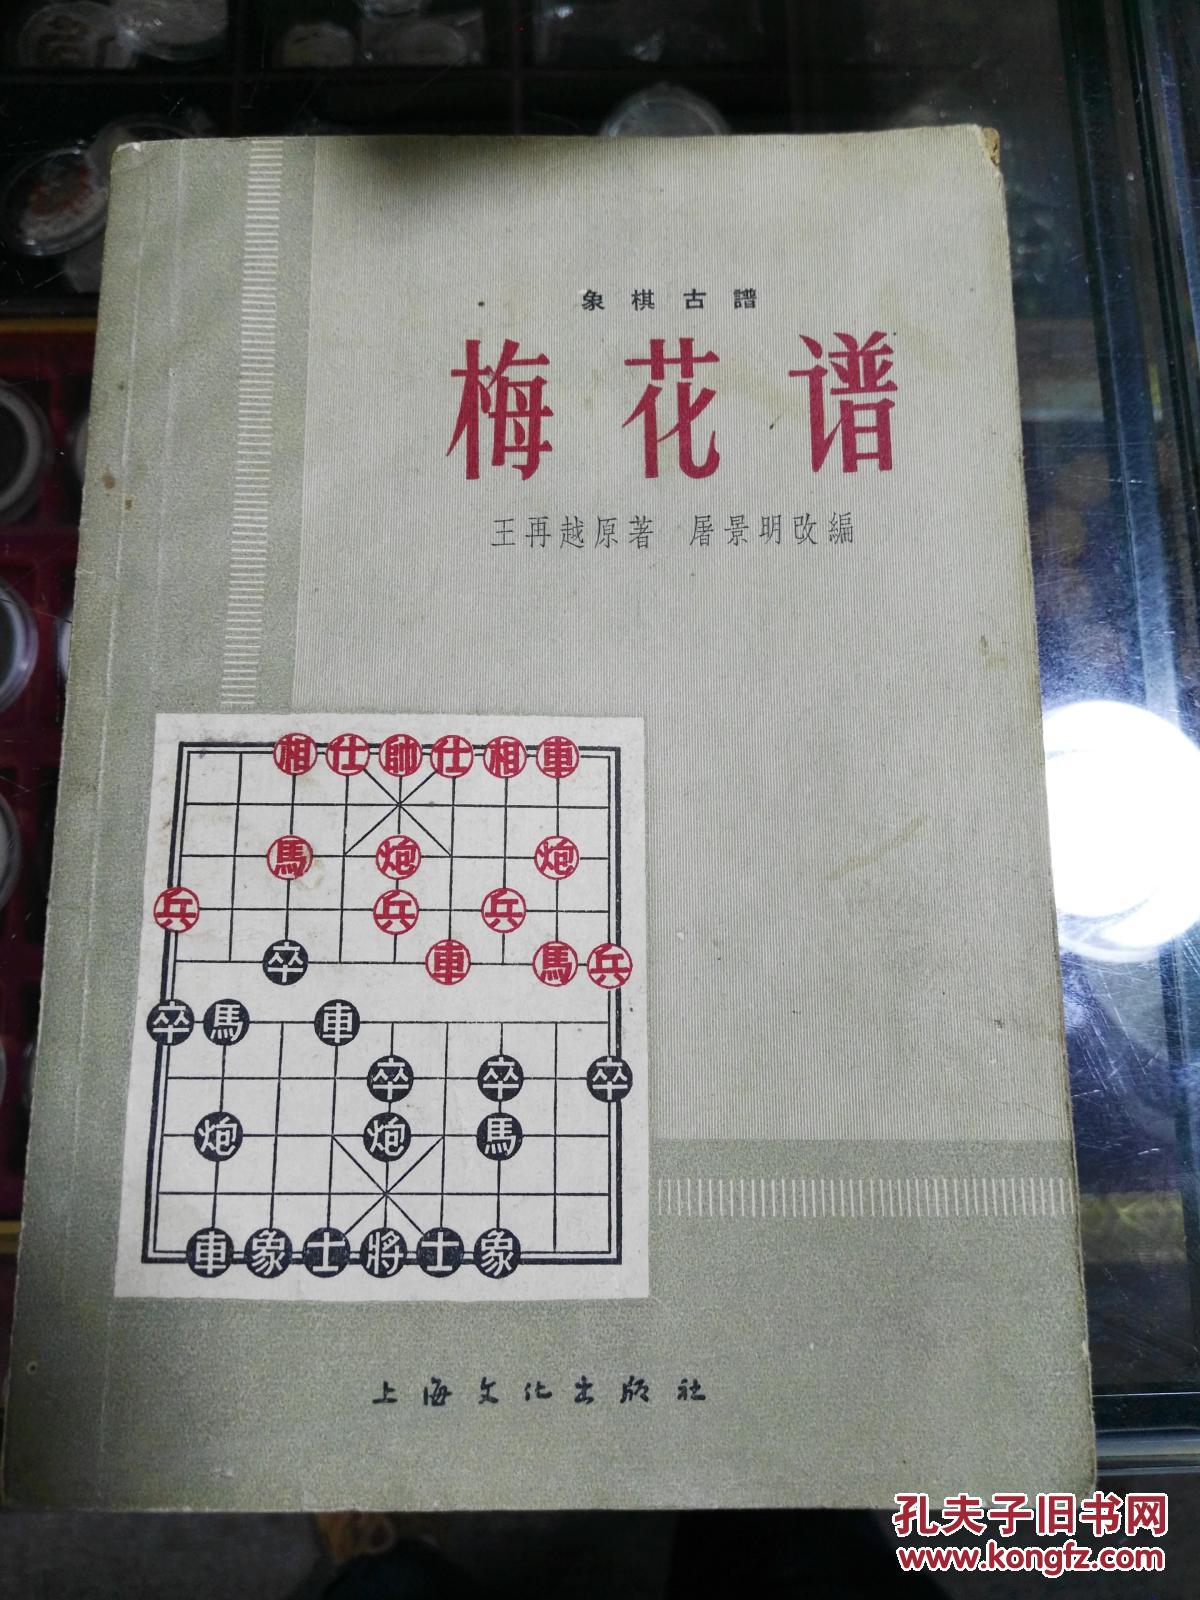 象棋古譜
梅花谱
王再越原著 屠景明改編
相仕帥仕相車
馬炮炮
兵兵兵
卒車馬兵
卒馬車
卒卒卒
炮炮馬
車象士將士象
上海文化出版社
孔夫子旧书网
www.kongfz.com